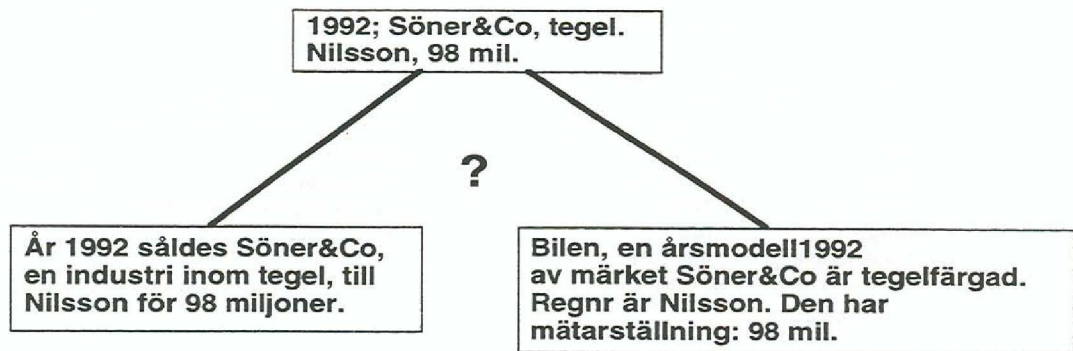 1992; Söner&Co, tegel.
Nilsson, 98 mil.
?
År 1992 såldes Söner&Co,
en industri inom tegel, till
Nilsson för 98 miljoner.
Bilen, en årsmodell1992
av märket Söner&Co är tegelfärgad.
Regnr är Nilsson. Den har
mätarställning: 98 mil.